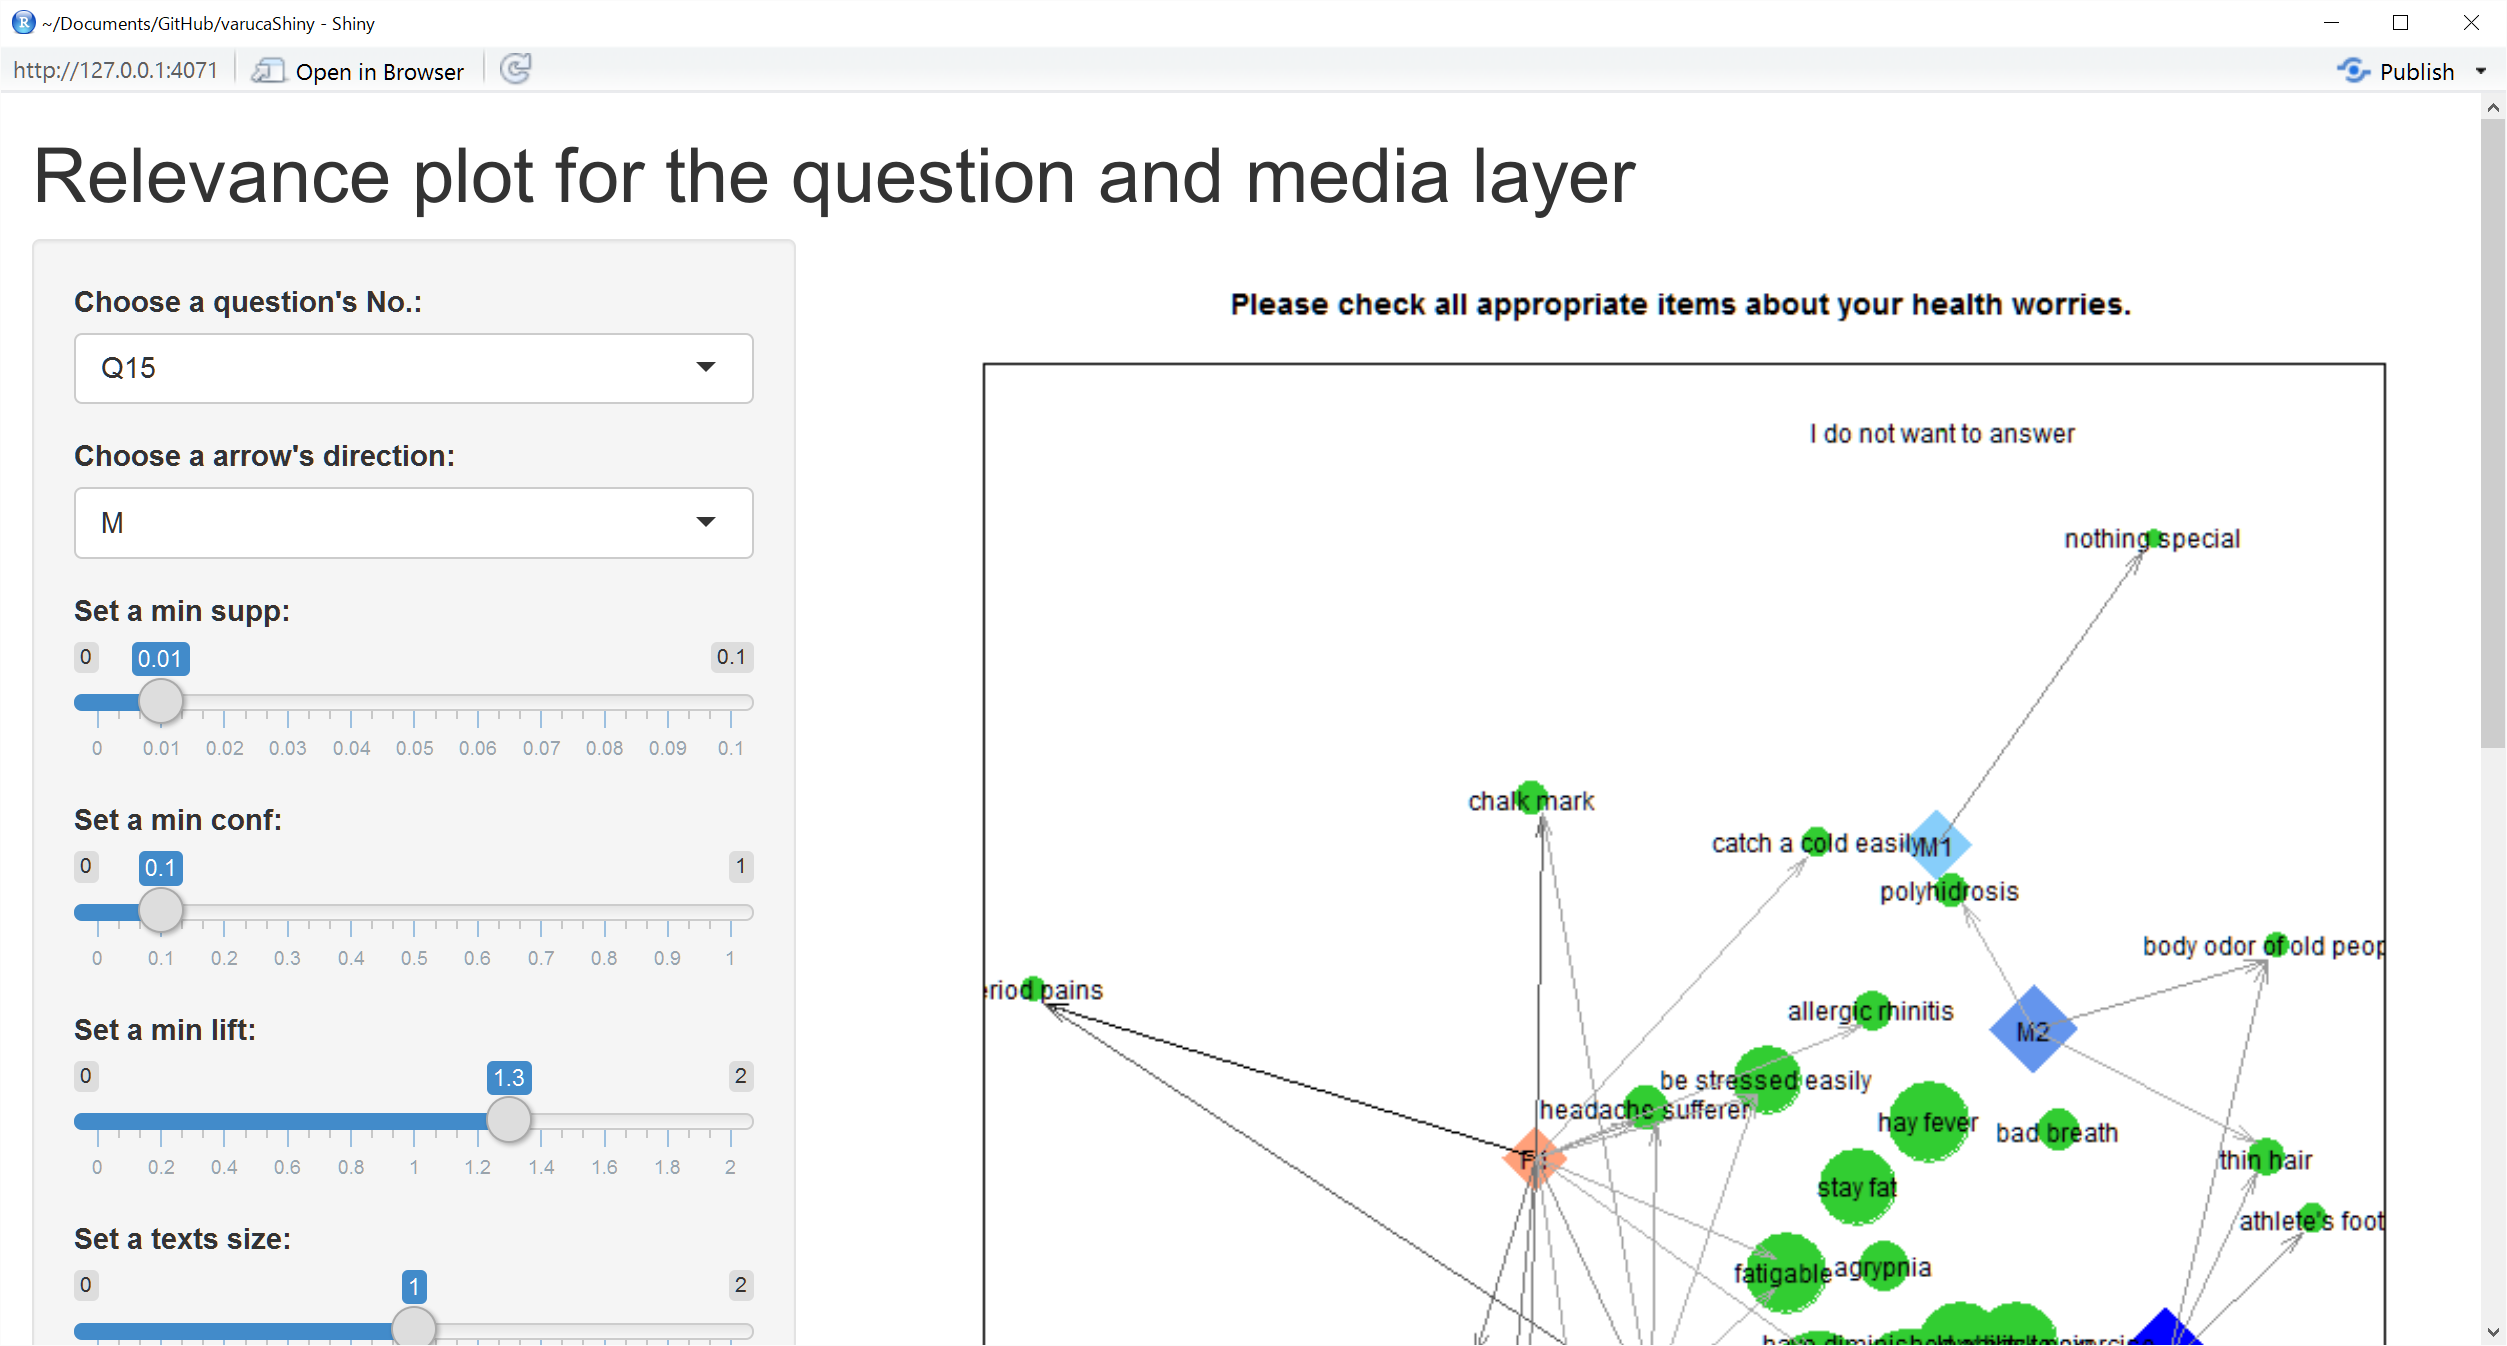 ~/Documents/GitHub/varucaShiny - Shiny
http://127.0.0.1:4071 Open in Browser Publish
Relevance plot for the question and media layer
Choose a question's No.:
Q15
Choose a arrow's direction:
M
Set a min supp:
0 0.01 0.1
0 0.01 0.02 0.03 0.04 0.05 0.06 0.07 0.08 0.09 0.1
Set a min conf:
0 0.1 1
0 0.1 0.2 0.3 0.4 0.5 0.6 0.7 0.8 0.9 1
Set a min lift:
0 1.3 2
0 0.2 0.4 0.6 0.8 1 1.2 1.4 1.6 1.8 2
Set a texts size:
0 1 2
Please check all appropriate items about your health worries.
I do not want to answer
nothing special
chalk mark
catch a cold easily
M1
polyhidrosis
body odor of old peop
riod pains
allergic rhinitis
M2
be stressed easily
headache sufferer
hay fever
bad breath
thin hair
stay fat
athlete's foot
fatigable
agrypnia